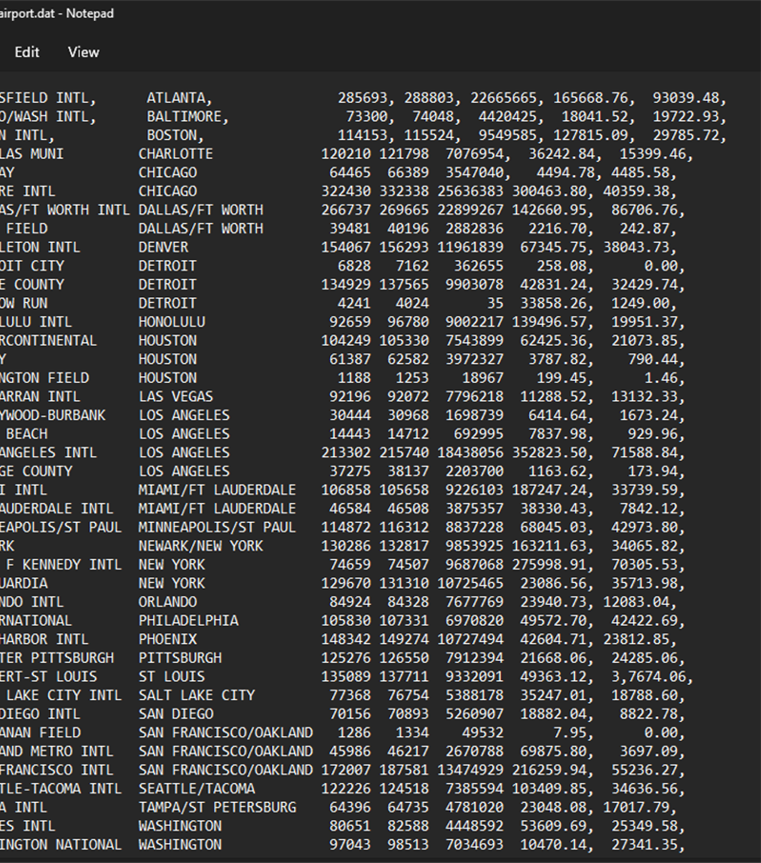 airport.dat - Notepad
Edit View
SFIELD INTL, ATLANTA, 285693, 288803, 22665665, 165668.76, 93039.48,
O/WASH INTL, BALTIMORE, 73300, 74048, 4420425, 18041.52, 19722.93,
N INTL, BOSTON, 114153, 115524, 9549585, 127815.09, 29785.72,
LAS MUNI CHARLOTTE 120210 121798 7076954, 36242.84, 15399.46,
AY CHICAGO 64465 66389 3547040, 4494.78, 4485.58,
RE INTL CHICAGO 322430 332338 25636383 300463.80, 40359.38,
AS/FT WORTH INTL DALLAS/FT WORTH 266737 269665 22899267 142660.95, 86706.76,
FIELD DALLAS/FT WORTH 39481 40196 2882836 2216.70, 242.87,
LETON INTL DENVER 154067 156293 11961839 67345.75, 38043.73,
OIT CITY DETROIT 6828 7162 362655 258.08, 0.00,
E COUNTY DETROIT 134929 137565 9903078 42831.24, 32429.74,
OW RUN DETROIT 4241 4024 35 33858.26, 1249.00,
LULU INTL HONOLULU 92659 96780 9002217 139496.57, 19951.37,
RCONTINENTAL HOUSTON 104249 105330 7543899 62425.36, 21073.85,
Y HOUSTON 61387 62582 3972327 3787.82, 790.44,
NGTON FIELD HOUSTON 1188 1253 18967 199.45, 1.46,
ARRAN INTL LAS VEGAS 92196 92072 7796218 11288.52, 13132.33,
YWOOD-BURBANK LOS ANGELES 30444 30968 1698739 6414.64, 1673.24,
BEACH LOS ANGELES 14443 14712 692995 7837.98, 929.96,
ANGELES INTL LOS ANGELES 213302 215740 18438056 352823.50, 71588.84,
GE COUNTY LOS ANGELES 37275 38137 2203700 1163.62, 173.94,
I INTL MIAMI/FT LAUDERDALE 106858 105658 9226103 187247.24, 33739.59,
AUDERDALE INTL MIAMI/FT LAUDERDALE 46584 46508 3875357 38330.43, 7842.12,
EAPOLIS/ST PAUL MINNEAPOLIS/ST PAUL 114872 116312 8837228 68045.03, 42973.80,
RK NEWARK/NEW YORK 130286 132817 9853925 163211.63, 34065.82,
F KENNEDY INTL NEW YORK 74659 74507 9687068 275998.91, 70305.53,
UARDIA NEW YORK 129670 131310 10725465 23086.56, 35713.98,
NDO INTL ORLANDO 84924 84328 7677769 23940.73, 12083.04,
RNATIONAL PHILADELPHIA 105830 107331 6970820 49572.70, 42422.69,
HARBOR INTL PHOENIX 148342 149274 10727494 42604.71, 23812.85,
TER PITTSBURGH PITTSBURGH 125276 126550 7912394 21668.06, 24285.06,
ERT-ST LOUIS ST LOUIS 135089 137711 9332091 49363.12, 3,7674.06,
LAKE CITY INTL SALT LAKE CITY 77368 76754 5388178 35247.01, 18788.60,
DIEGO INTL SAN DIEGO 70156 70893 5260907 18882.04, 8822.78,
ANAN FIELD SAN FRANCISCO/OAKLAND 1286 1334 49532 7.95, 0.00,
AND METRO INTL SAN FRANCISCO/OAKLAND 45986 46217 2670788 69875.80, 3697.09,
FRANCISCO INTL SAN FRANCISCO/OAKLAND 172007 187581 13474929 216259.94, 55236.27,
TLE-TACOMA INTL SEATTLE/TACOMA 122226 124518 7385594 103409.85, 34636.56,
A INTL TAMPA/ST PETERSBURG 64396 64735 4781020 23048.08, 17017.79,
ES INTL WASHINGTON 80651 82588 4448592 53609.69, 25349.58,
INGTON NATIONAL WASHINGTON 97043 98513 7034693 10470.14, 27341.35,